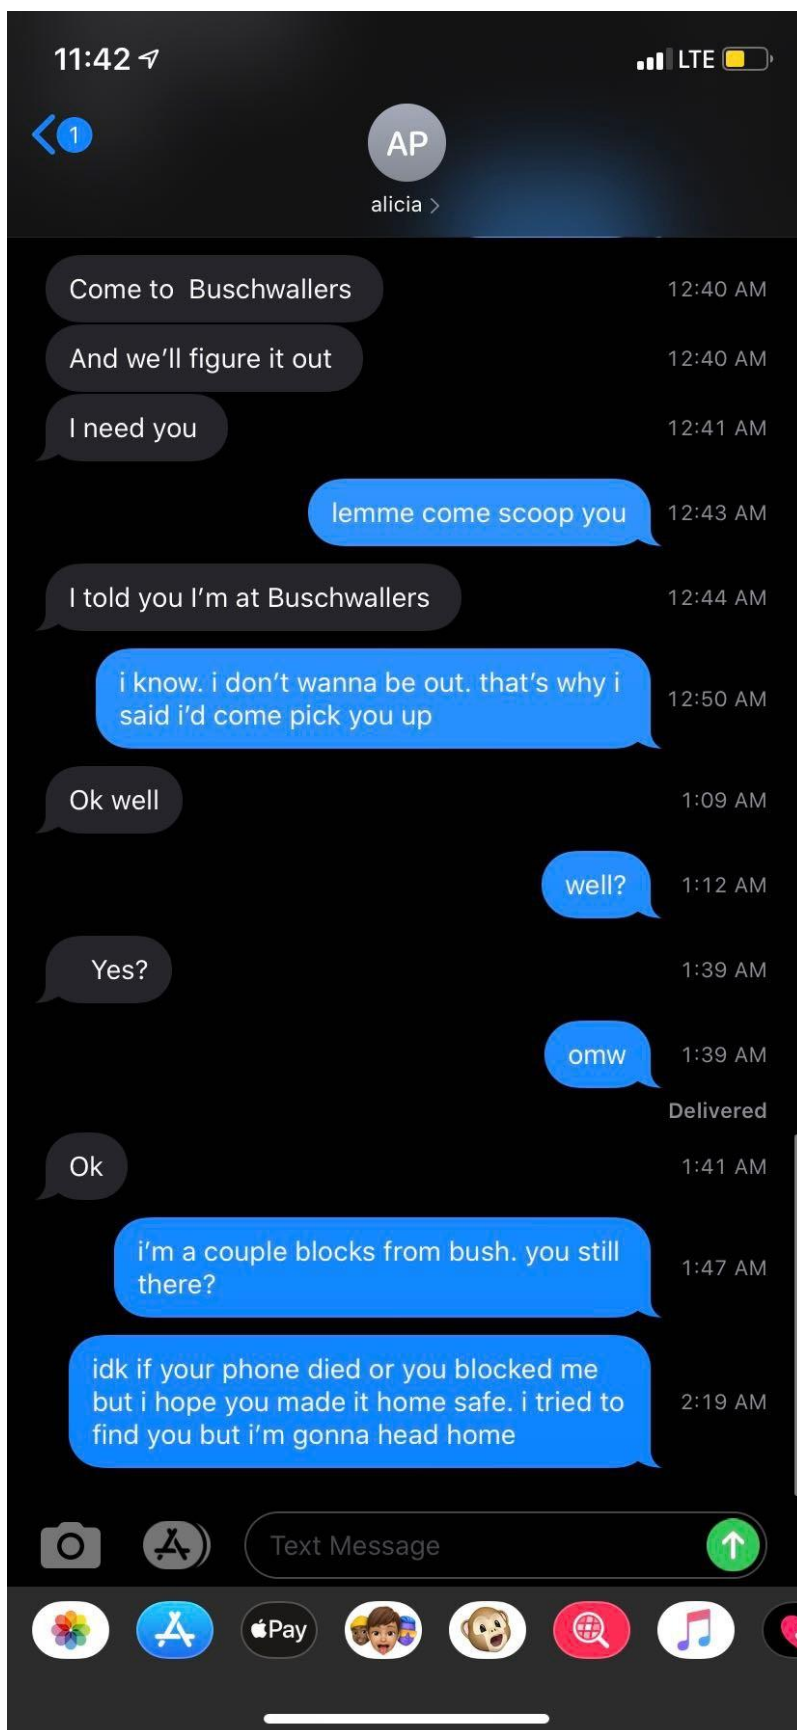 11:42
LTE
1
AP
alicia
Come to  Buschwallers
12:40 AM
And we'll figure it out
12:40 AM
I need you
12:41 AM
lemme come scoop you
12:43 AM
I told you I'm at Buschwallers
12:44 AM
i know. i don't wanna be out. that's why i
said i'd come pick you up
12:50 AM
Ok well
1:09 AM
well?
1:12 AM
Yes?
1:39 AM
omw
1:39 AM
Delivered
Ok
1:41 AM
i'm a couple blocks from bush. you still
there?
1:47 AM
idk if your phone died or you blocked me
but i hope you made it home safe. i tried to
find you but i'm gonna head home
2:19 AM
Text Message
Pay